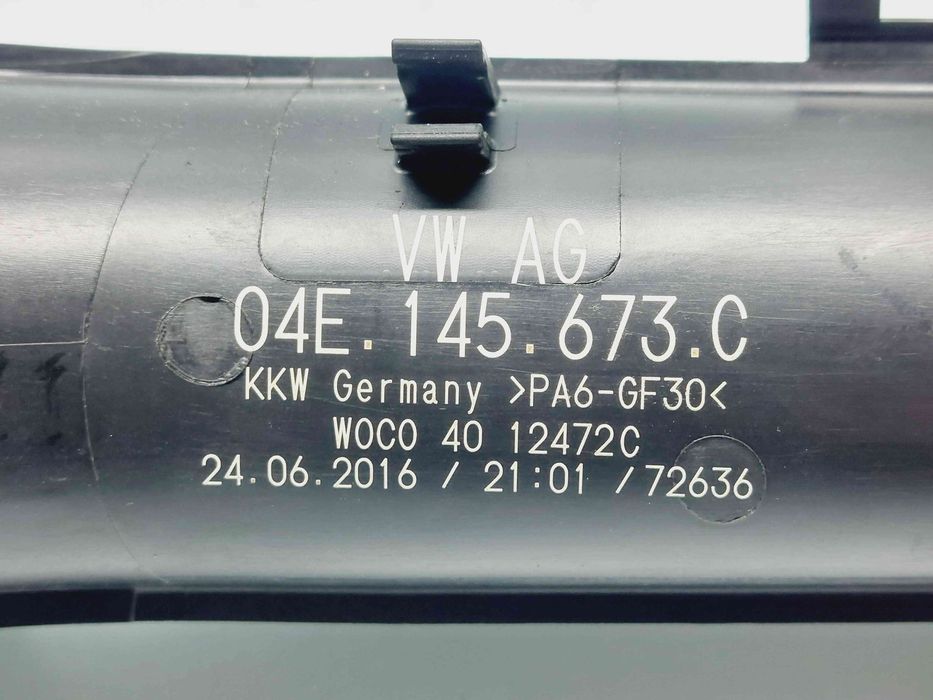 VW AG
04E.145.673.C
KKW Germany >PA6-GF30<
WOCO 40 12472C
24.06.2016 / 21:01 /72636